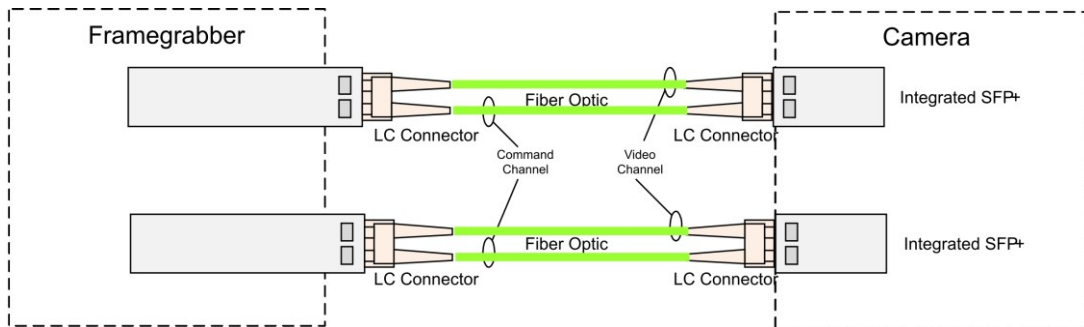 Framegrabber
Camera
Fiber Optic
Integrated SFP+
LC Connector
LC Connector
Command
Channel
Video
Channel
Fiber Optic
Integrated SFP+
LC Connector
LC Connector